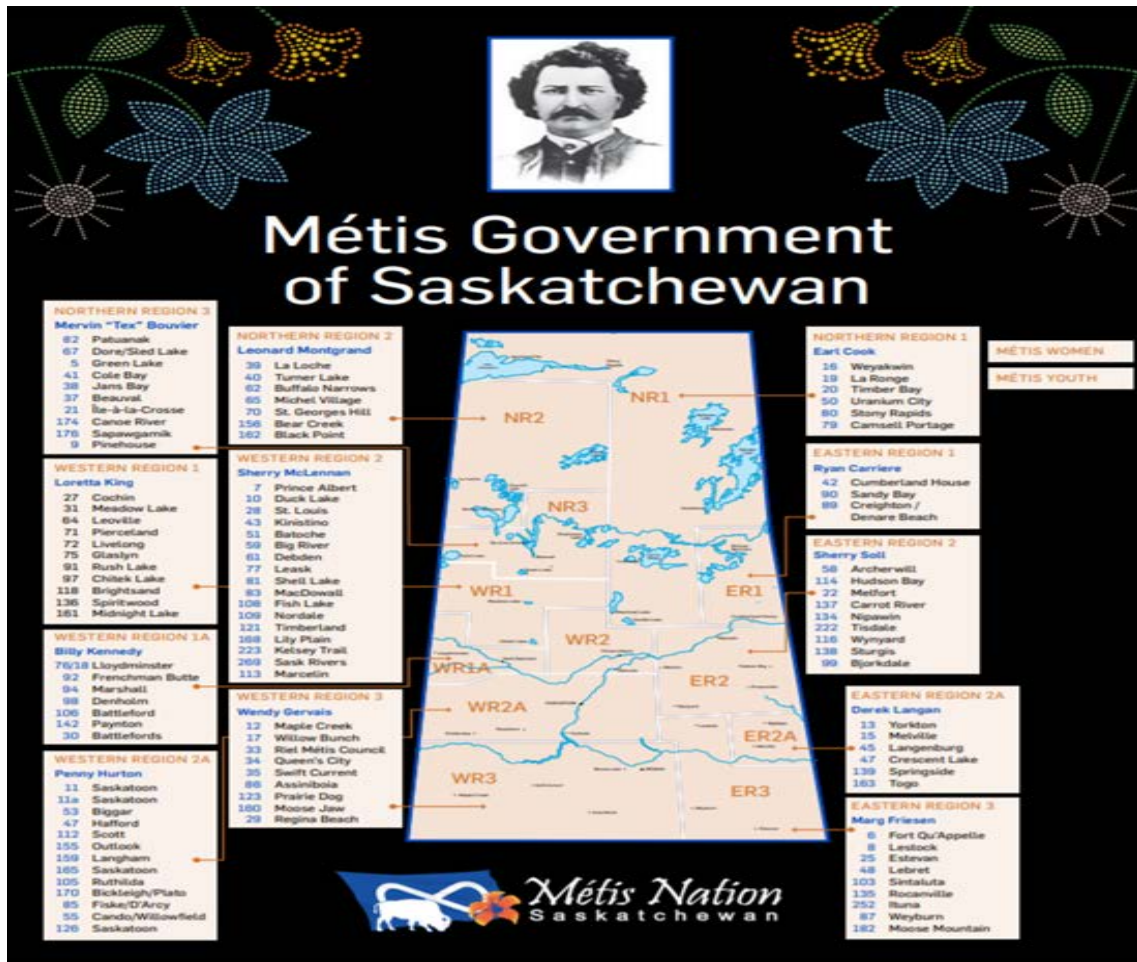 Métis Government
of Saskatchewan
NORTHERN REGION 3
Mervin "Tex" Bouvier
82 Patuanak
67 Dore/Sled Lake
5 Green Lake
41 Cole Bay
38 Jans Bay
37 Beauval
21 Île-à-la-Crosse
174 Canoe River
176 Sapawgamik
9 Pinehouse
WESTERN REGION 1
Loretta King
27 Cochin
31 Meadow Lake
64 Leoville
71 Pierceland
72 Livelong
75 Glaslyn
91 Rush Lake
97 Chitek Lake
118 Brightsand
136 Spiritwood
161 Midnight Lake
WESTERN REGION 1A
Billy Kennedy
76/18 Lloydminster
92 Frenchman Butte
94 Marshall
98 Denholm
106 Battleford
142 Paynton
30 Battlefords
WESTERN REGION 2A
Penny Hurton
11 Saskatoon
11a Saskatoon
53 Biggar
47 Hafford
112 Scott
155 Outlook
159 Langham
165 Saskatoon
105 Ruthilda
170 Bickleigh/Plato
85 Fiske/D'Arcy
55 Cando/Willowfield
126 Saskatoon
NORTHERN REGION 2
Leonard Montgrand
39 La Loche
40 Turner Lake
62 Buffalo Narrows
65 Michel Village
70 St. Georges Hill
156 Bear Creek
162 Black Point
WESTERN REGION 2
Sherry McLennan
7 Prince Albert
10 Duck Lake
28 St. Louis
43 Kinistino
51 Batoche
59 Big River
61 Debden
77 Leask
81 Shell Lake
83 MacDowall
108 Fish Lake
109 Nordale
121 Timberland
168 Lily Plain
223 Kelsey Trail
269 Sask Rivers
113 Marcelin
WESTERN REGION 3
Wendy Gervais
12 Maple Creek
17 Willow Bunch
33 Riel Métis Council
34 Queen's City
35 Swift Current
86 Assiniboia
123 Prairie Dog
160 Moose Jaw
29 Regina Beach
NR1
NR2
NR3
WR1
ER1
WR2
WR1A
ER2
WR2A
ER2A
WR3
ER3
NORTHERN REGION 1
Earl Cook
16 Weyakwin
19 La Ronge
20 Timber Bay
50 Uranium City
80 Stony Rapids
79 Camsell Portage
MÉTIS WOMEN
MÉTIS YOUTH
EASTERN REGION 1
Ryan Carriere
42 Cumberland House
90 Sandy Bay
89 Creighton /
Denare Beach
EASTERN REGION 2
Sherry Soll
58 Archerwill
114 Hudson Bay
22 Melfort
137 Carrot River
134 Nipawin
222 Tisdale
116 Wynyard
138 Sturgis
99 Bjorkdale
EASTERN REGION 2A
Derek Langan
13 Yorkton
15 Melville
45 Langenburg
47 Crescent Lake
139 Springside
163 Togo
EASTERN REGION 3
Marg Friesen
6 Fort Qu'Appelle
8 Lestock
25 Estevan
48 Lebret
103 Sintaluta
135 Rocanville
252 Ituna
87 Weyburn
182 Moose Mountain
Métis Nation
Saskatchewan